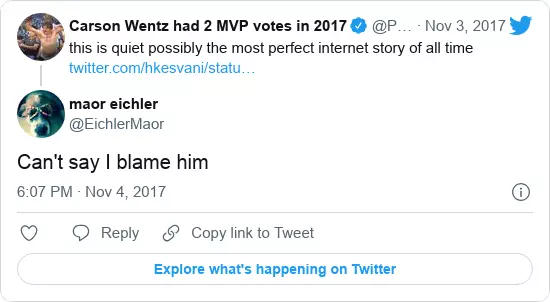 Carson Wentz had 2 MVP votes in 2017 @P... · Nov 3, 2017
this is quiet possibly the most perfect internet story of all time
twitter.com/hkesvani/statu…
maor eichler
@EichlerMaor
Can't say I blame him
6:07 PM · Nov 4, 2017
Reply
Copy link to Tweet
Explore what's happening on Twitter